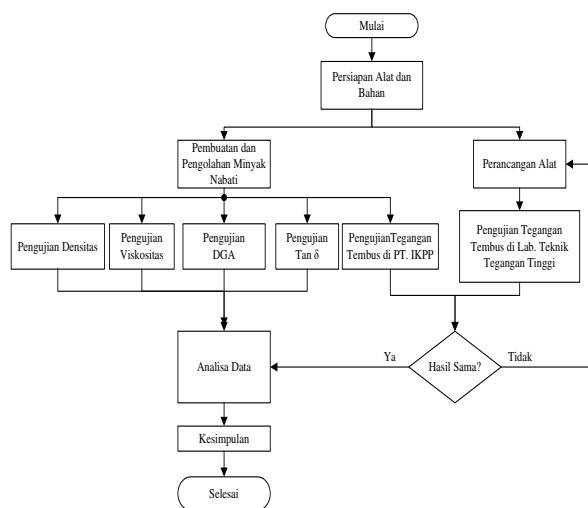 Mulai
Persiapan Alat dan
Bahan
Pembuatan dan
Pengolahan Minyak
Nabati
Perancangan Alat
Pengujian Densitas
Pengujian
Viskositas
Pengujian
DGA
Pengujian
Tan δ
PengujianTegangan
Tembus di PT. IKPP
Pengujian Tegangan
Tembus di Lab. Teknik
Tegangan Tinggi
Analisa Data
Ya
Hasil Sama?
Tidak
Kesimpulan
Selesai